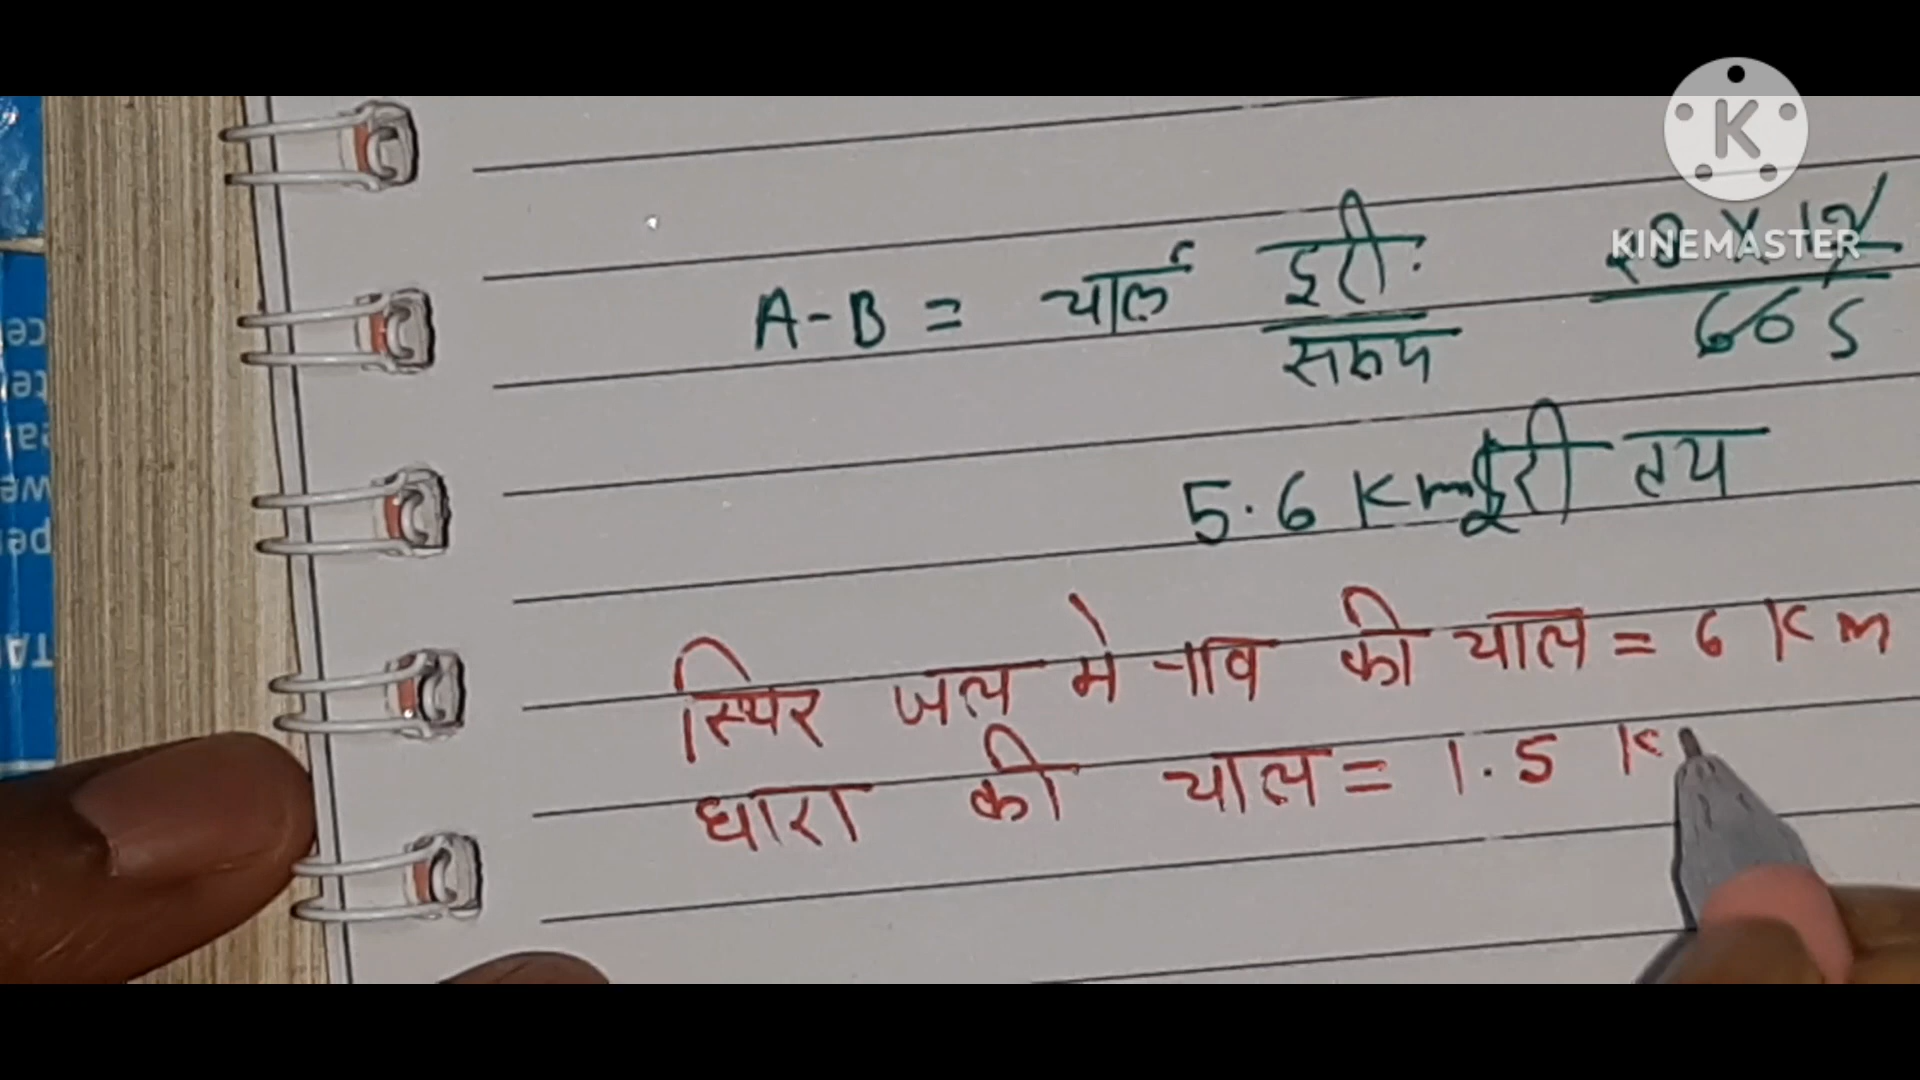 K
KINEMASTER
A-B = चाल दूरी
समय
5.6 Km दूरी तय
स्थिर जल मे नाव की चाल = 6 Km
धारा की चाल = 1.5 K